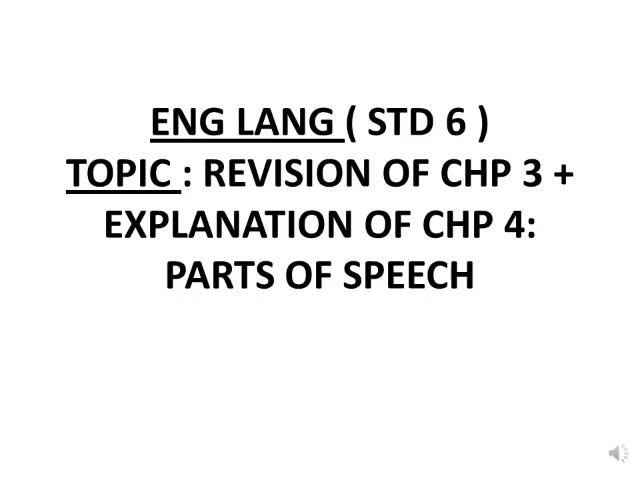 ENG LANG ( STD 6 )
TOPIC : REVISION OF CHP 3 +
EXPLANATION OF CHP 4:
PARTS OF SPEECH